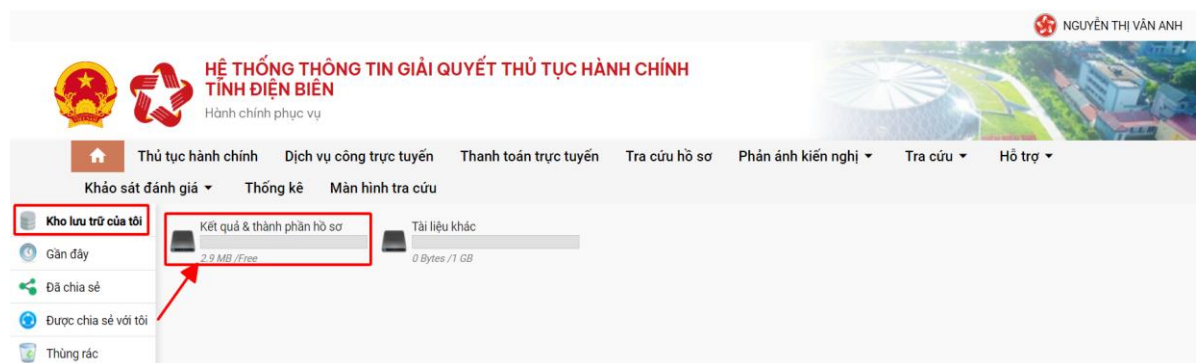 NGUYỄN THỊ VÂN ANH
HỆ THỐNG THÔNG TIN GIẢI QUYẾT THỦ TỤC HÀNH CHÍNH
TỈNH ĐIỆN BIÊN
Hành chính phục vụ
Thủ tục hành chính Dịch vụ công trực tuyến Thanh toán trực tuyến Tra cứu hồ sơ Phản ánh kiến nghị Tra cứu Hỗ trợ
Khảo sát đánh giá Thống kê Màn hình tra cứu
Kho lưu trữ của tôi
Gần đây
Đã chia sẻ
Được chia sẻ với tôi
Thùng rác
Kết quả & thành phần hồ sơ
2.9 MB /Free
Tài liệu khác
0 Bytes /1 GB